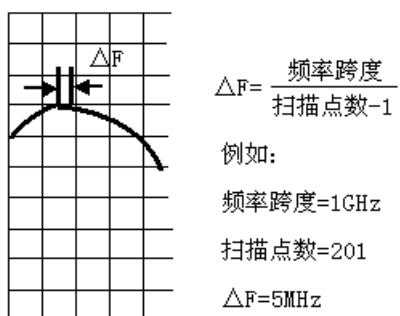 △F
△F= 频率跨度
扫描点数-1
例如:
频率跨度=1GHz
扫描点数=201
△F=5MHz